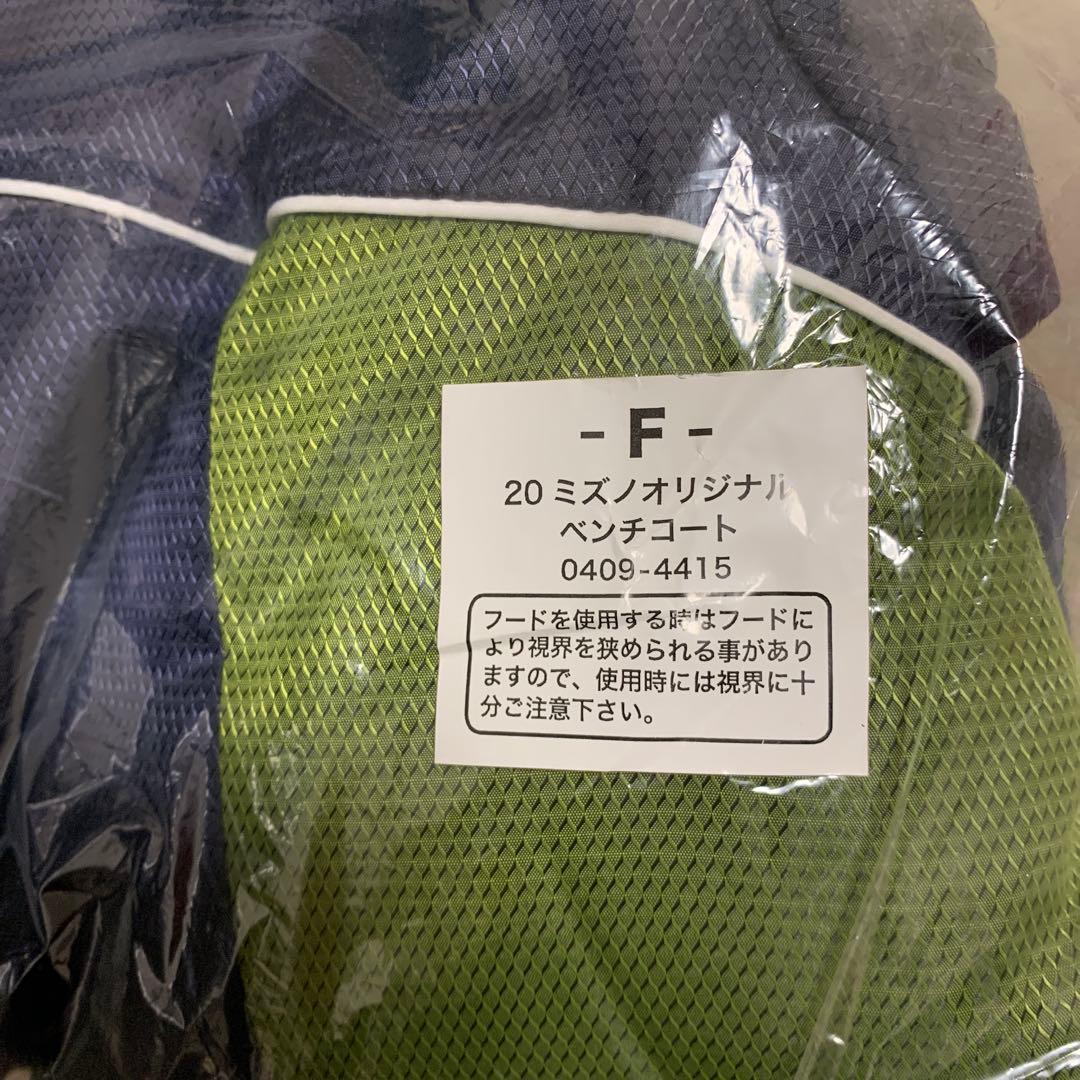 - F -
20 ミズノオリジナル
ベンチコート
0409-4415
フードを使用する時はフードに
より視界を狭められる事があり
ますので、使用時には視界に十
分ご注意下さい。